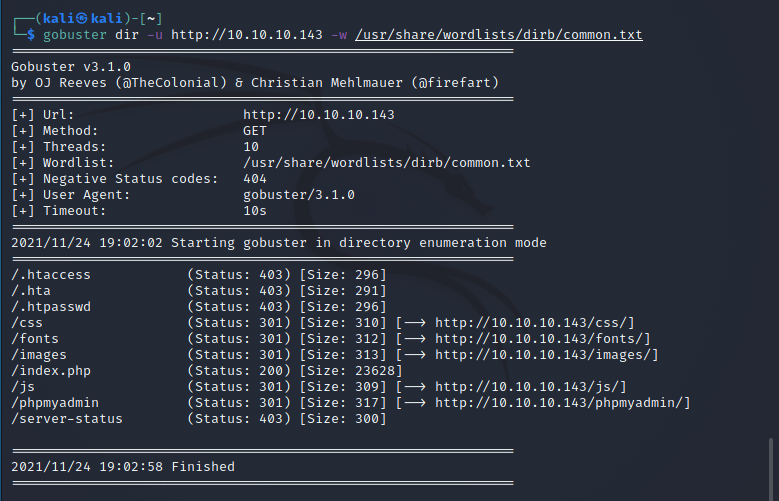 ┌──(kali㉿kali)-[~]
└─$ gobuster dir -u http://10.10.10.143 -w /usr/share/wordlists/dirb/common.txt
===============================================================
Gobuster v3.1.0
by OJ Reeves (@TheColonial) & Christian Mehlmauer (@firefart)
===============================================================
[+] Url:                     http://10.10.10.143
[+] Method:                  GET
[+] Threads:                 10
[+] Wordlist:                /usr/share/wordlists/dirb/common.txt
[+] Negative Status codes:   404
[+] User Agent:              gobuster/3.1.0
[+] Timeout:                 10s
===============================================================
2021/11/24 19:02:02 Starting gobuster in directory enumeration mode
===============================================================
/.htaccess            (Status: 403) [Size: 296]
/.hta                 (Status: 403) [Size: 291]
/.htpasswd            (Status: 403) [Size: 296]
/css                  (Status: 301) [Size: 310] [--> http://10.10.10.143/css/]
/fonts                (Status: 301) [Size: 312] [--> http://10.10.10.143/fonts/]
/images               (Status: 301) [Size: 313] [--> http://10.10.10.143/images/]
/index.php            (Status: 200) [Size: 23628]
/js                   (Status: 301) [Size: 309] [--> http://10.10.10.143/js/]
/phpmyadmin           (Status: 301) [Size: 317] [--> http://10.10.10.143/phpmyadmin/]
/server-status        (Status: 403) [Size: 300]
===============================================================
2021/11/24 19:02:58 Finished
===============================================================